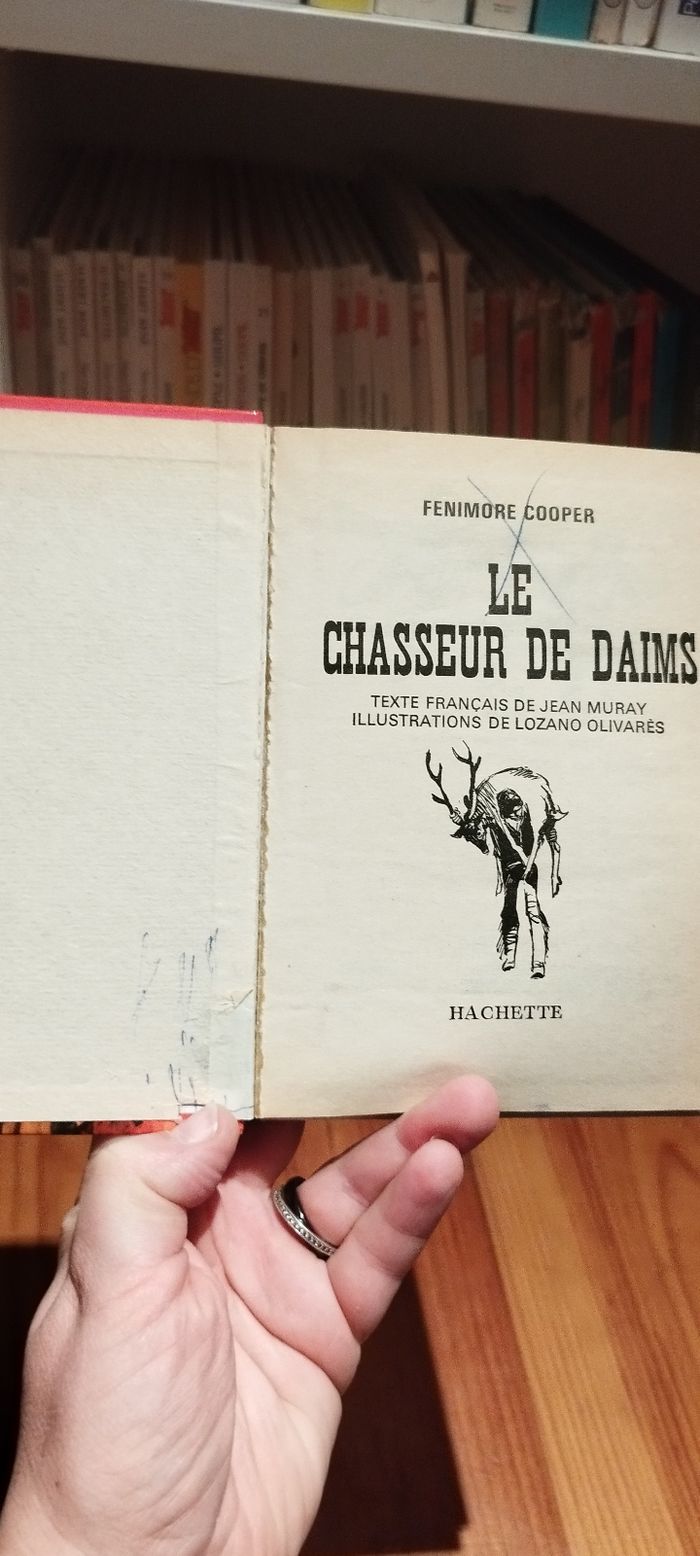 FENIMORE COOPER
LE
CHASSEUR DE DAIMS
TEXTE FRANÇAIS DE JEAN MURAY
ILLUSTRATIONS DE LOZANO OLIVARÈS
HACHETTE